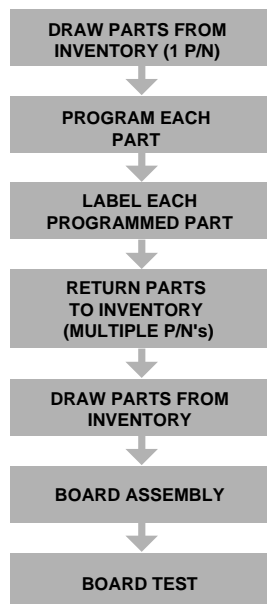 DRAW PARTS FROM
INVENTORY (1 P/N)
PROGRAM EACH
PART
LABEL EACH
PROGRAMMED PART
RETURN PARTS
TO INVENTORY
(MULTIPLE P/N's)
DRAW PARTS FROM
INVENTORY
BOARD ASSEMBLY
BOARD TEST